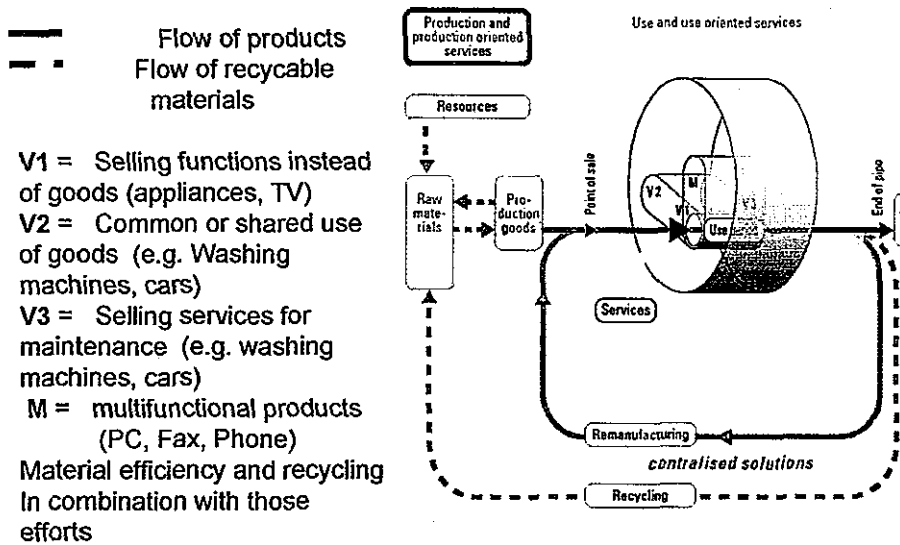 Flow of products
Flow of recycable
materials
V1 = Selling functions instead
of goods (appliances, TV)
V2 = Common or shared use
of goods (e.g. Washing
machines, cars)
V3 = Selling services for
maintenance (e.g. washing
machines, cars)
M = multifunctional products
(PC, Fax, Phone)
Material efficiency and recycling
In combination with those
efforts
Production and
production oriented
services
Use and use oriented services
Resources
Raw
mate-
rials
Pro-
duction
goods
Point of sale
V2
M
V1
V3
Use
End of pipe
Services
Remanufacturing
centralised solutions
Recycling